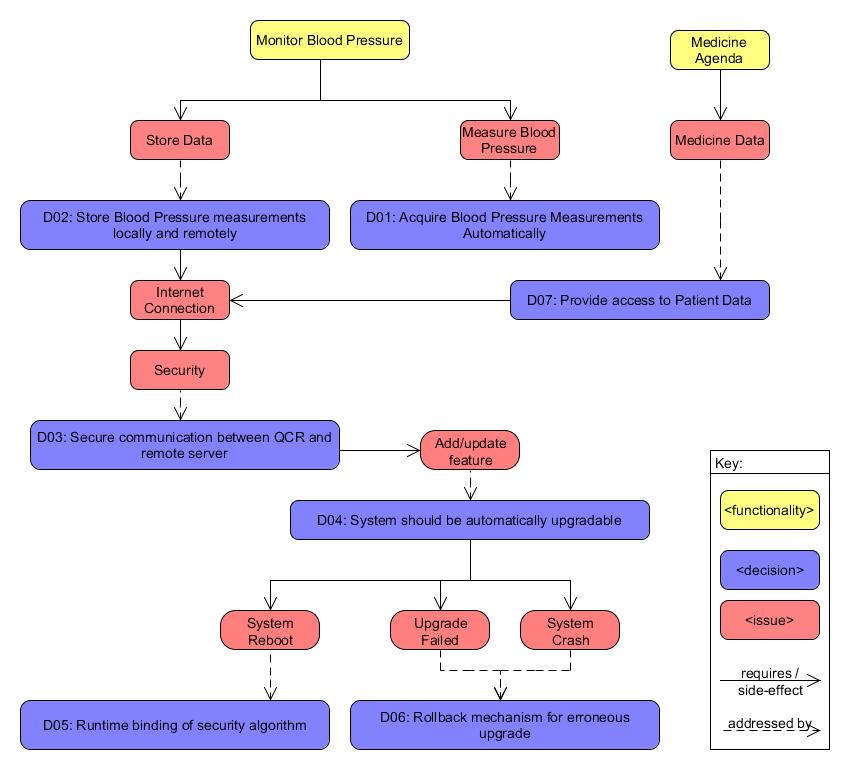 Monitor Blood Pressure
Medicine
Agenda
Store Data
Measure Blood
Pressure
Medicine Data
D02: Store Blood Pressure measurements
locally and remotely
D01: Acquire Blood Pressure Measurements
Automatically
Internet
Connection
D07: Provide access to Patient Data
Security
D03: Secure communication between QCR and
remote server
Add/update
feature
D04: System should be automatically upgradable
System
Reboot
Upgrade
Failed
System
Crash
D05: Runtime binding of security algorithm
D06: Rollback mechanism for erroneous
upgrade
Key:
<functionality>
<decision>
<issue>
requires /
side-effect
addressed by